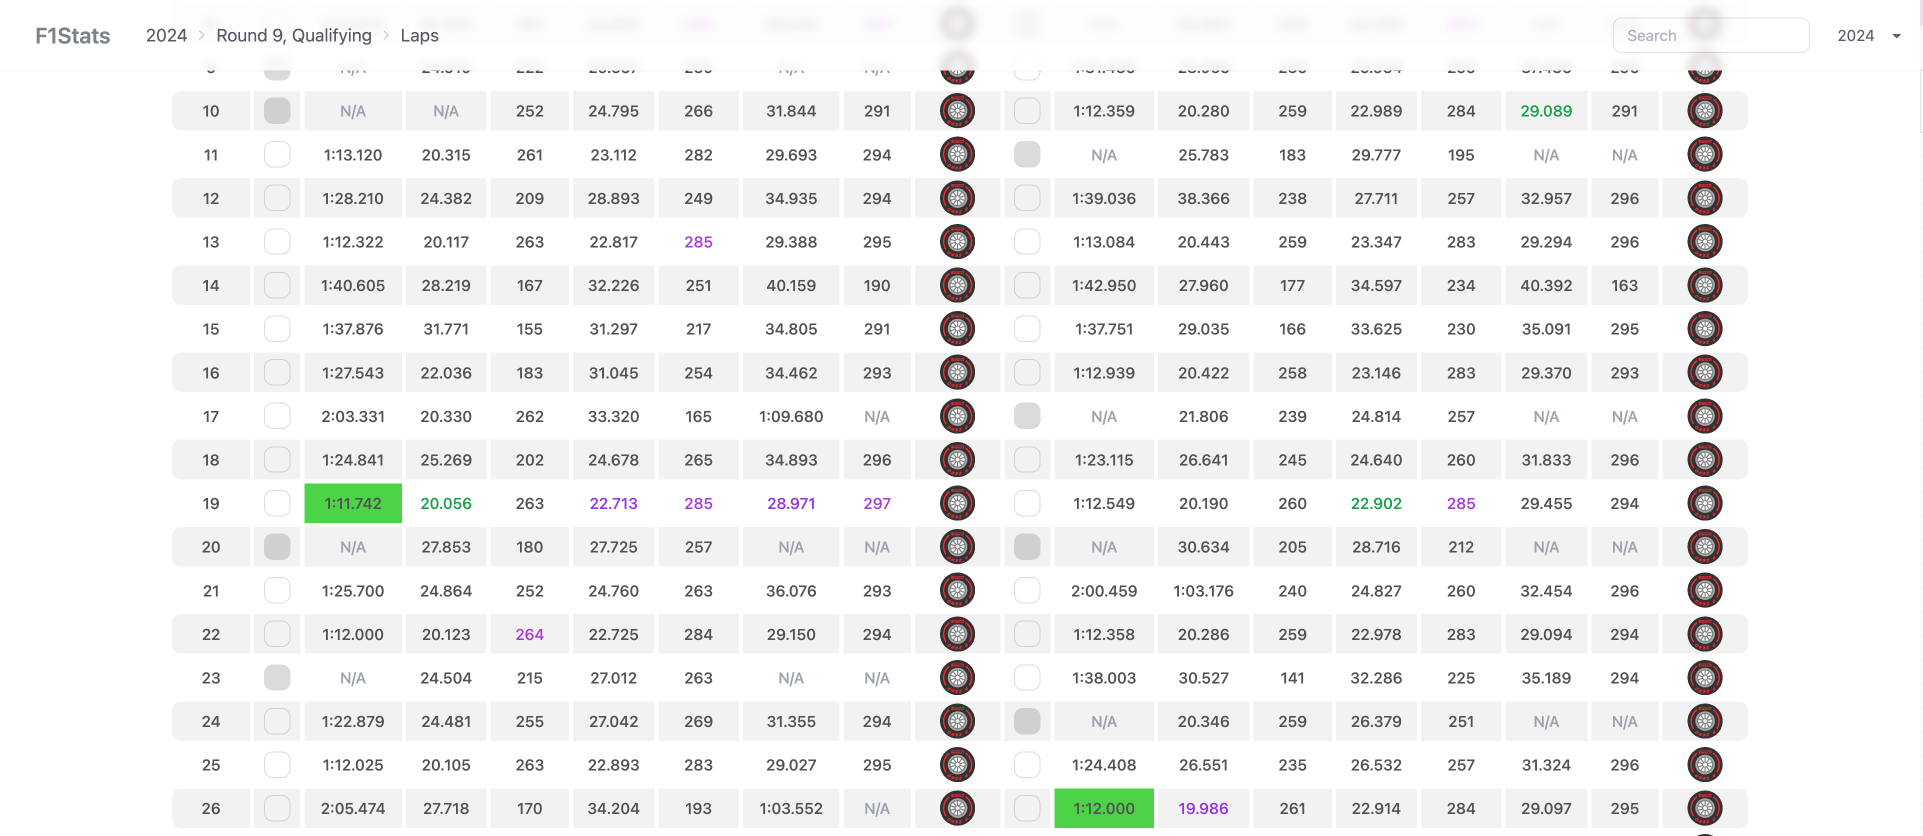 F1Stats 2024 > Round 9, Qualifying > Laps Search 2024
10 N/A N/A 252 24.795 266 31.844 291 1:12.359 20.280 259 22.989 284 29.089 291
11 1:13.120 20.315 261 23.112 282 29.693 294 N/A 25.783 183 29.777 195 N/A N/A
12 1:28.210 24.382 209 28.893 249 34.935 294 1:39.036 38.366 238 27.711 257 32.957 296
13 1:12.322 20.117 263 22.817 285 29.388 295 1:13.084 20.443 259 23.347 283 29.294 296
14 1:40.605 28.219 167 32.226 251 40.159 190 1:42.950 27.960 177 34.597 234 40.392 163
15 1:37.876 31.771 155 31.297 217 34.805 291 1:37.751 29.035 166 33.625 230 35.091 295
16 1:27.543 22.036 183 31.045 254 34.462 293 1:12.939 20.422 258 23.146 283 29.370 293
17 2:03.331 20.330 262 33.320 165 1:09.680 N/A N/A 21.806 239 24.814 257 N/A N/A
18 1:24.841 25.269 202 24.678 265 34.893 296 1:23.115 26.641 245 24.640 260 31.833 296
19 1:11.742 20.056 263 22.713 285 28.971 297 1:12.549 20.190 260 22.902 285 29.455 294
20 N/A 27.853 180 27.725 257 N/A N/A N/A 30.634 205 28.716 212 N/A N/A
21 1:25.700 24.864 252 24.760 263 36.076 293 2:00.459 1:03.176 240 24.827 260 32.454 296
22 1:12.000 20.123 264 22.725 284 29.150 294 1:12.358 20.286 259 22.978 283 29.094 294
23 N/A 24.504 215 27.012 263 N/A N/A 1:38.003 30.527 141 32.286 225 35.189 294
24 1:22.879 24.481 255 27.042 269 31.355 294 N/A 20.346 259 26.379 251 N/A N/A
25 1:12.025 20.105 263 22.893 283 29.027 295 1:24.408 26.551 235 26.532 257 31.324 296
26 2:05.474 27.718 170 34.204 193 1:03.552 N/A 1:12.000 19.986 261 22.914 284 29.097 295